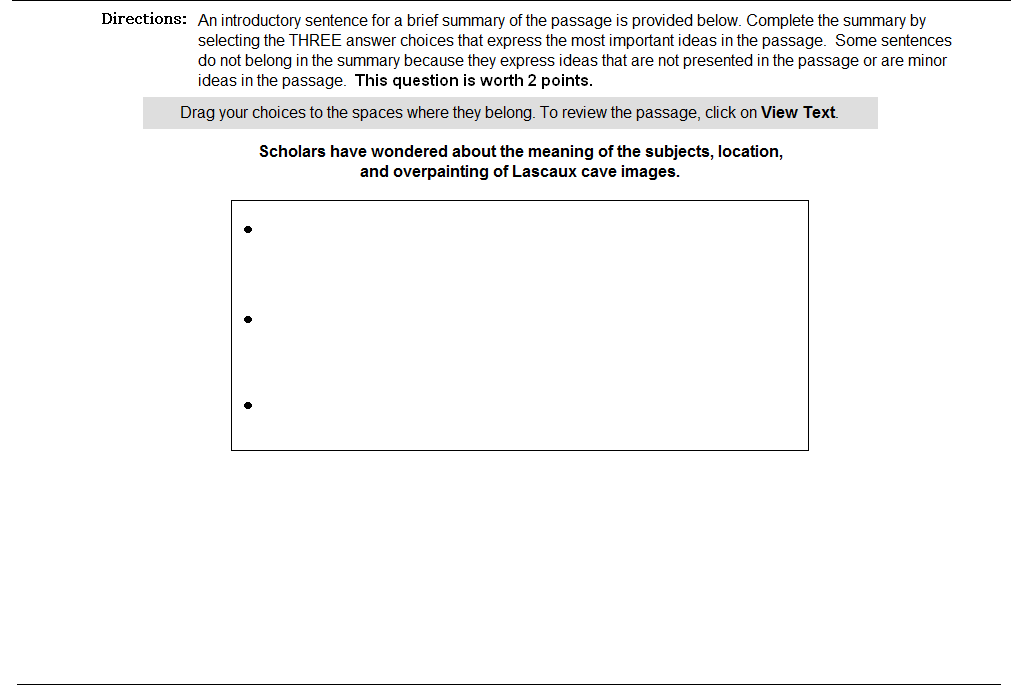 Directions: An introductory sentence for a brief summary of the passage is provided below. Complete the summary by
selecting the THREE answer choices that express the most important ideas in the passage. Some sentences
do not belong in the summary because they express ideas that are not presented in the passage or are minor
ideas in the passage. This question is worth 2 points.
Drag your choices to the spaces where they belong. To review the passage, click on View Text.
Scholars have wondered about the meaning of the subjects, location,
and overpainting of Lascaux cave images.